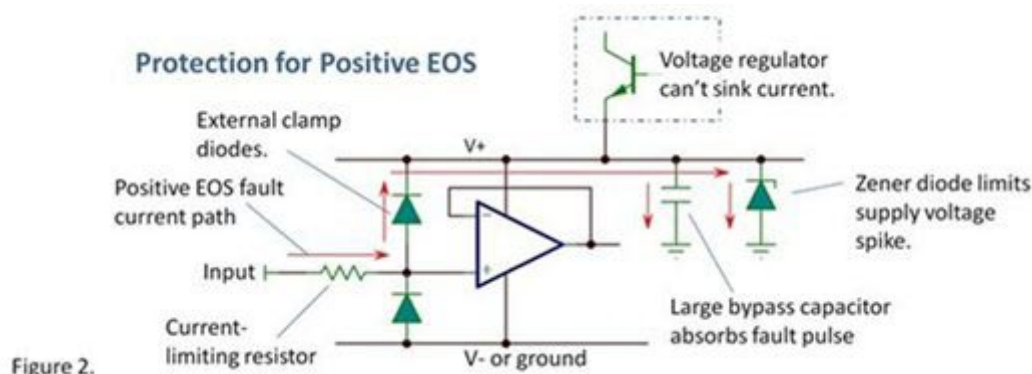 Protection for Positive EOS
Voltage regulator
can't sink current.
External clamp
diodes.
V+
Positive EOS fault
current path
Zener diode limits
supply voltage
spike.
−
+
Input
Large bypass capacitor
absorbs fault pulse
Current-
limiting resistor
V- or ground
Figure 2.